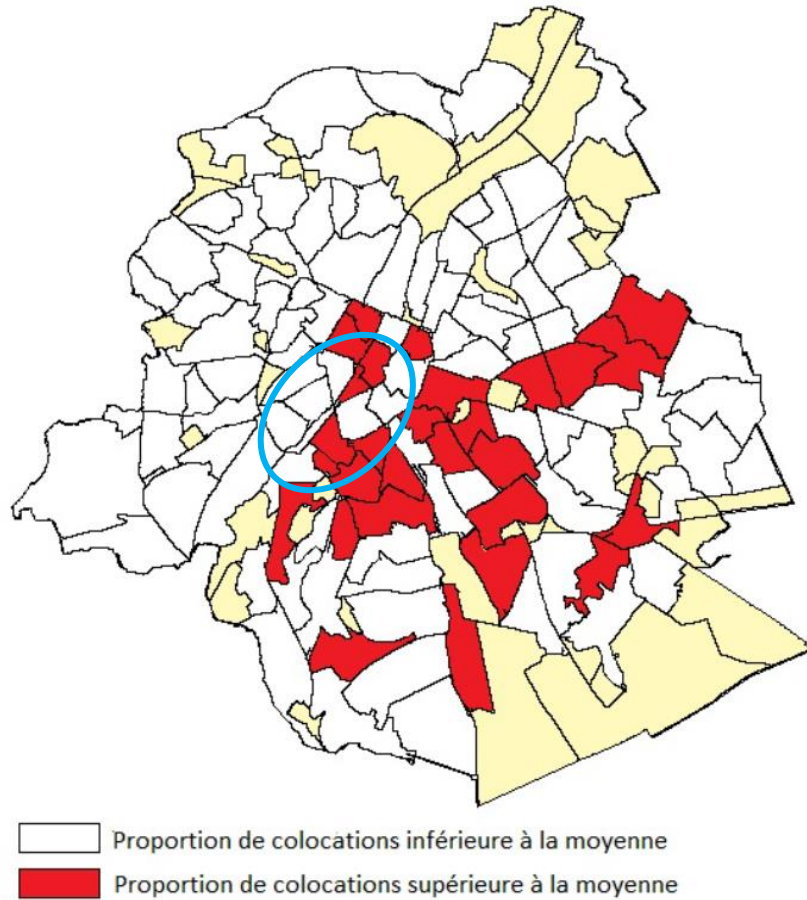 Proportion de colocations inférieure à la moyenne
Proportion de colocations supérieure à la moyenne